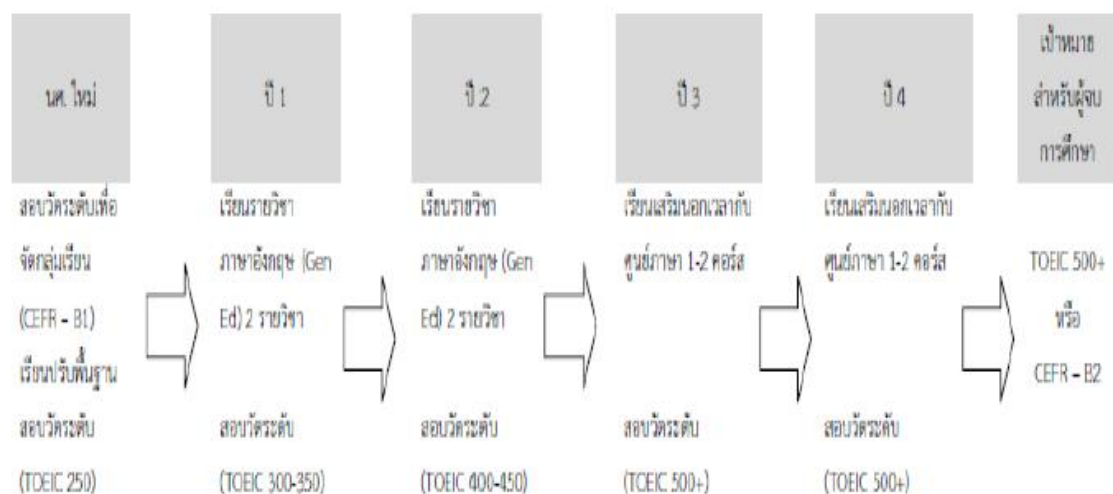 นศ. ใหม่
ปี 1
ปี 2
ปี 3
ปี 4
เป้าหมาย
สำหรับผู้จบ
การศึกษา
สอบวัดระดับเพื่อ
จัดกลุ่มเรียน
(CEFR – B1)
เรียนปรับพื้นฐาน
สอบวัดระดับ
(TOEIC 250)
เรียนรายวิชา
ภาษาอังกฤษ (Gen
Ed) 2 รายวิชา
สอบวัดระดับ
(TOEIC 300-350)
เรียนรายวิชา
ภาษาอังกฤษ (Gen
Ed) 2 รายวิชา
สอบวัดระดับ
(TOEIC 400-450)
เรียนเสริมนอกเวลากับ
ศูนย์ภาษา 1-2 คอร์ส
สอบวัดระดับ
(TOEIC 500+)
เรียนเสริมนอกเวลากับ
ศูนย์ภาษา 1-2 คอร์ส
สอบวัดระดับ
(TOEIC 500+)
TOEIC 500+
หรือ
CEFR – B2